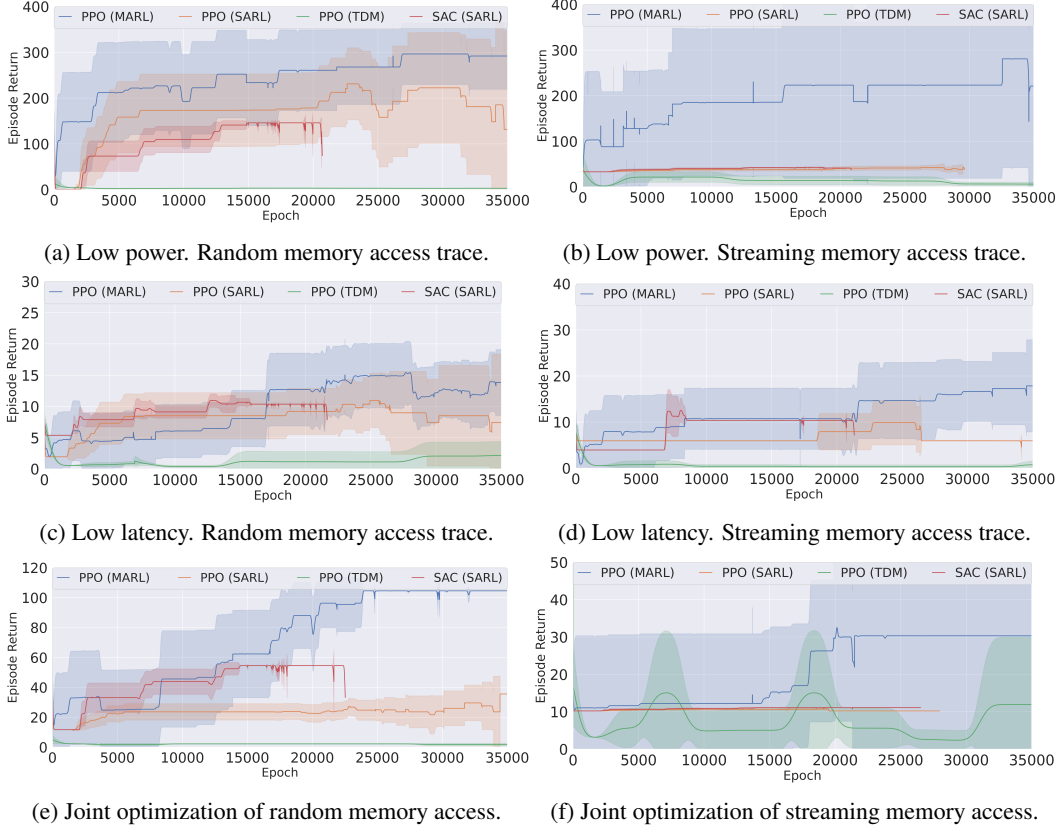 PPO (MARL) PPO (SARL) PPO (TDM) SAC (SARL)
Episode Return
400
300
200
100
0
0 5000 10000 15000 20000 25000 30000 35000
Epoch
(a) Low power. Random memory access trace.
PPO (MARL) PPO (SARL) PPO (TDM) SAC (SARL)
Episode Return
400
300
200
100
0
0 5000 10000 15000 20000 25000 30000 35000
Epoch
(b) Low power. Streaming memory access trace.
PPO (MARL) PPO (SARL) PPO (TDM) SAC (SARL)
Episode Return
30
25
20
15
10
5
0
0 5000 10000 15000 20000 25000 30000 35000
Epoch
(c) Low latency. Random memory access trace.
PPO (MARL) PPO (SARL) PPO (TDM) SAC (SARL)
Episode Return
40
30
20
10
0
0 5000 10000 15000 20000 25000 30000 35000
Epoch
(d) Low latency. Streaming memory access trace.
PPO (MARL) PPO (SARL) PPO (TDM) SAC (SARL)
Episode Return
120
100
80
60
40
20
0
0 5000 10000 15000 20000 25000 30000 35000
Epoch
(e) Joint optimization of random memory access.
PPO (MARL) PPO (SARL) PPO (TDM) SAC (SARL)
Episode Return
50
40
30
20
10
0
0 5000 10000 15000 20000 25000 30000 35000
Epoch
(f) Joint optimization of streaming memory access.